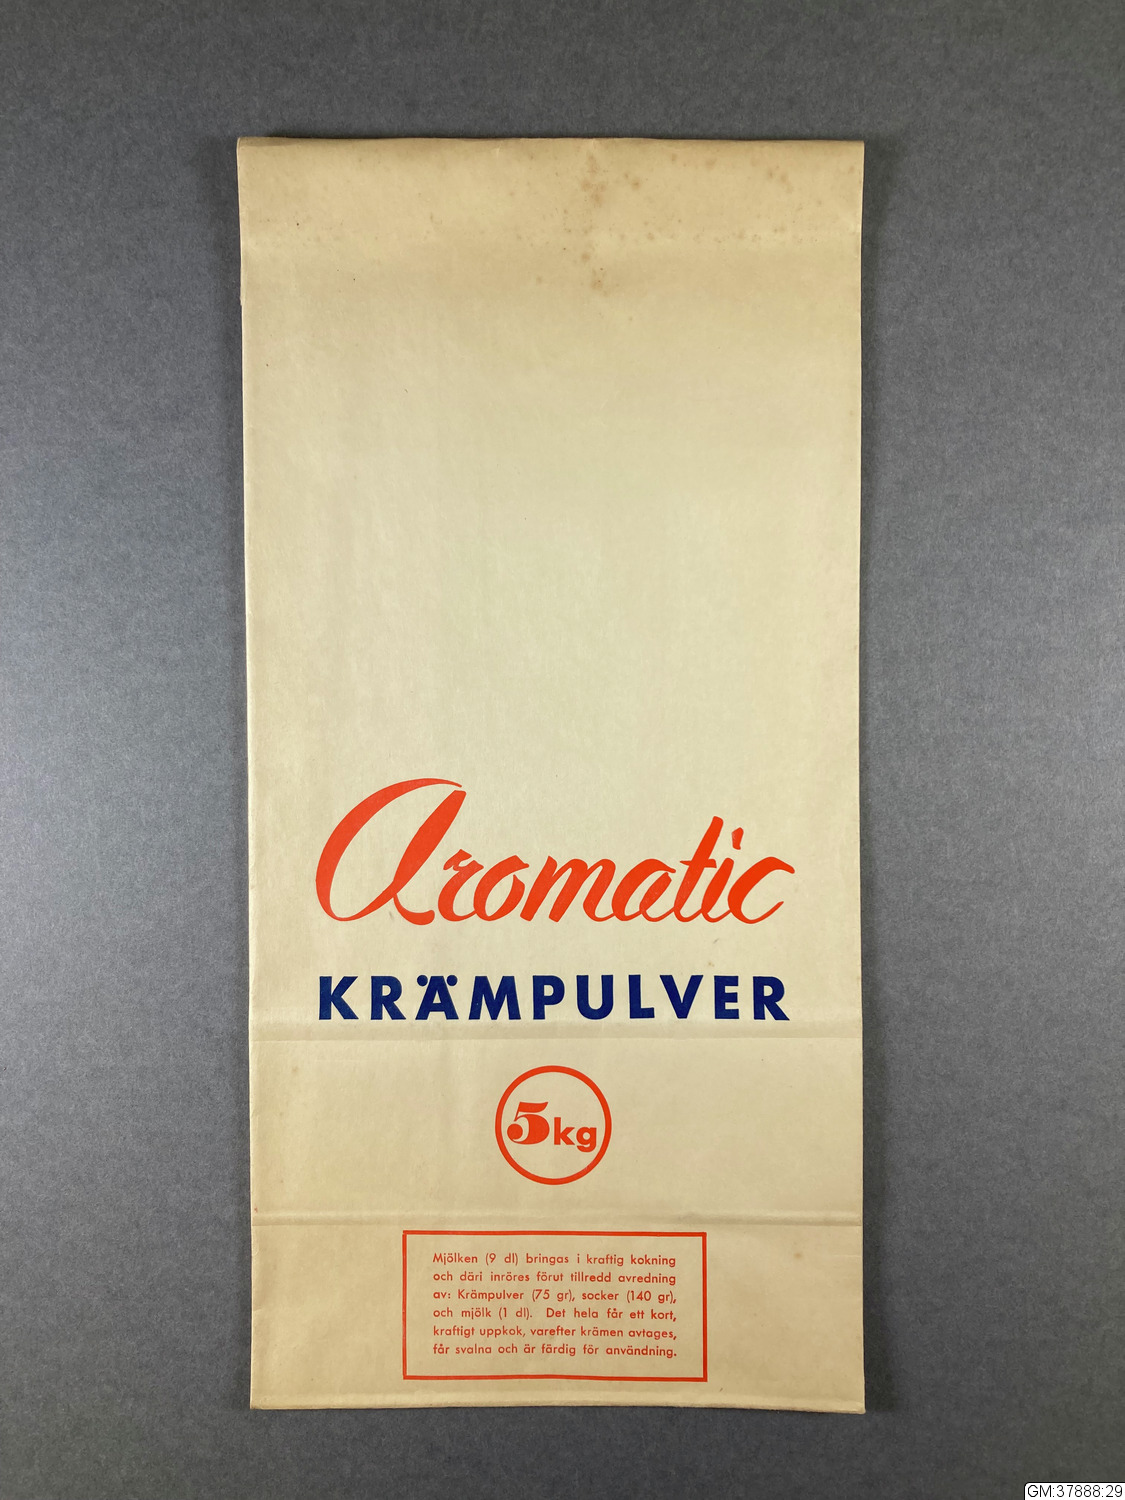 Aromatic
KRÄMPULVER
5kg
Mjölken (9 dl) bringas i kraftig kokning
och däri inröres förut tillredd avredning
av: Krämpulver (75 gr), socker (140 gr),
och mjölk (1 dl). Det hela får ett kort,
kraftigt uppkok, varefter krämen avtages,
får svalna och är färdig för användning.
GM:37888:29